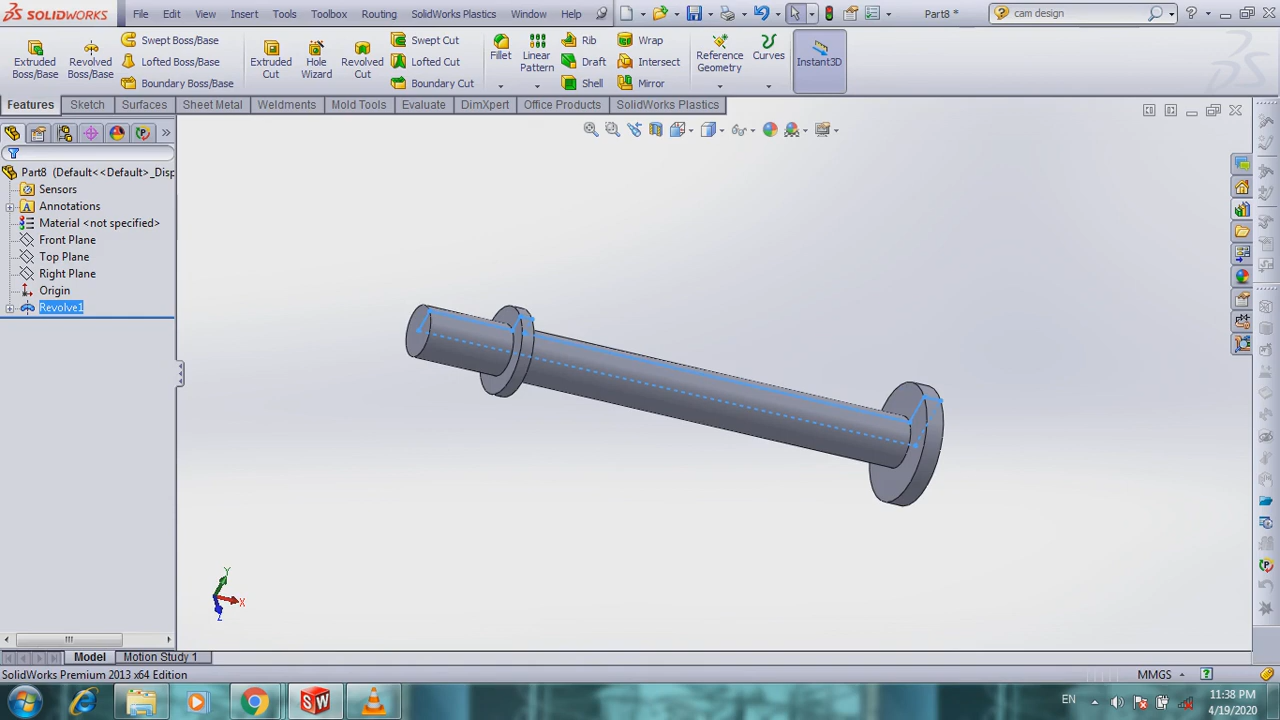 SOLIDWORKS File Edit View Insert Tools Toolbox Routing SolidWorks Plastics Window Help Part8 * cam design
Extruded Boss/Base
Revolved Boss/Base
Swept Boss/Base
Lofted Boss/Base
Boundary Boss/Base
Extruded Cut
Hole Wizard
Revolved Cut
Swept Cut
Lofted Cut
Boundary Cut
Fillet
Linear Pattern
Rib
Draft
Shell
Wrap
Intersect
Mirror
Reference Geometry
Curves
Instant3D
Features Sketch Surfaces Sheet Metal Weldments Mold Tools Evaluate DimXpert Office Products SolidWorks Plastics
Part8 (Default<<Default>_Disp
Sensors
Annotations
Material <not specified>
Front Plane
Top Plane
Right Plane
Origin
Revolve1
Y
X
Z
Model Motion Study 1
SolidWorks Premium 2013 x64 Edition MMGS
EN 11:38 PM
4/19/2020